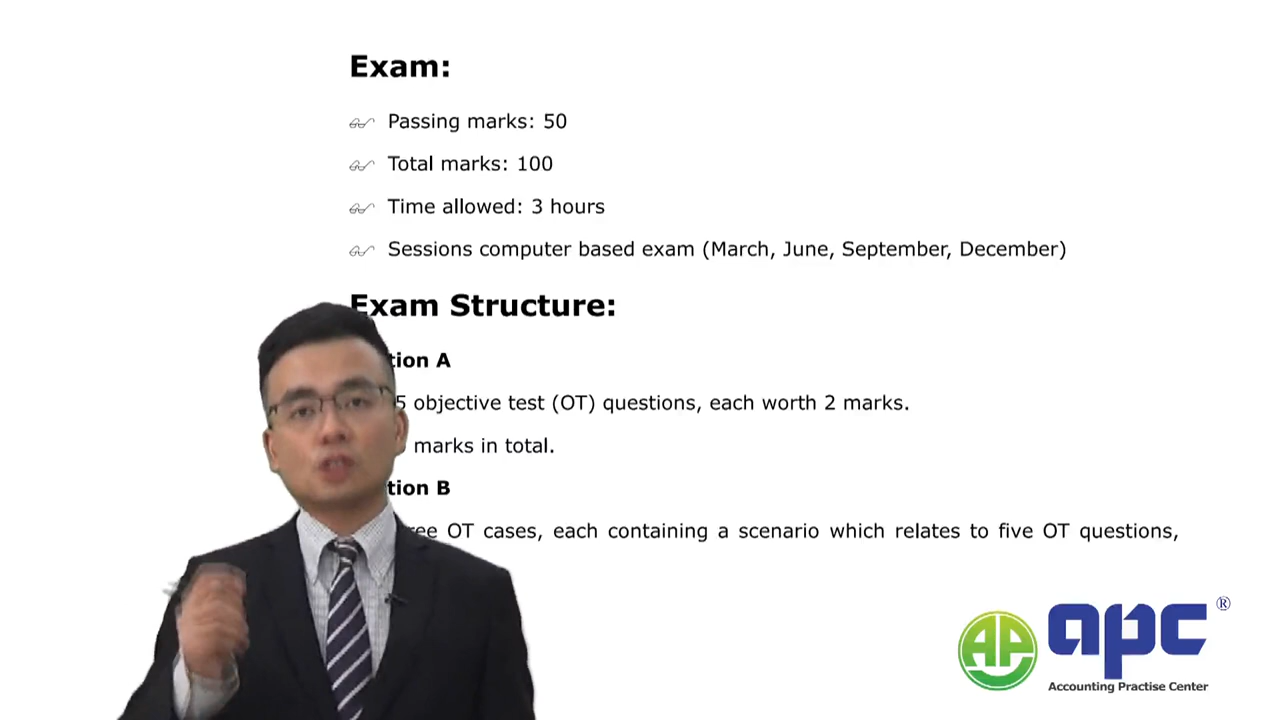 Exam:
Passing marks: 50
Total marks: 100
Time allowed: 3 hours
Sessions computer based exam (March, June, September, December)
Exam Structure:
tion A
5 objective test (OT) questions, each worth 2 marks.
marks in total.
tion B
ree OT cases, each containing a scenario which relates to five OT questions,
AP apc ®
Accounting Practise Center